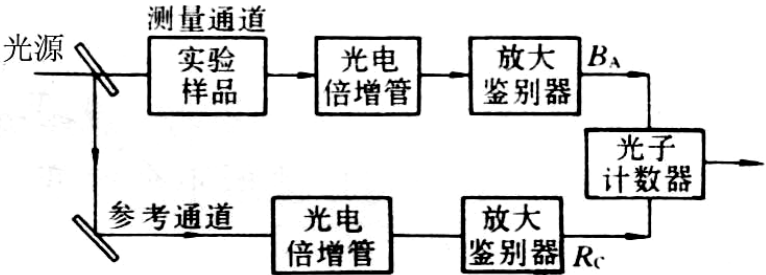 测量通道
光源
实验
样品
光电
倍增管
放大
鉴别器
B_A
光子
计数器
参考通道
光电
倍增管
放大
鉴别器
R_C